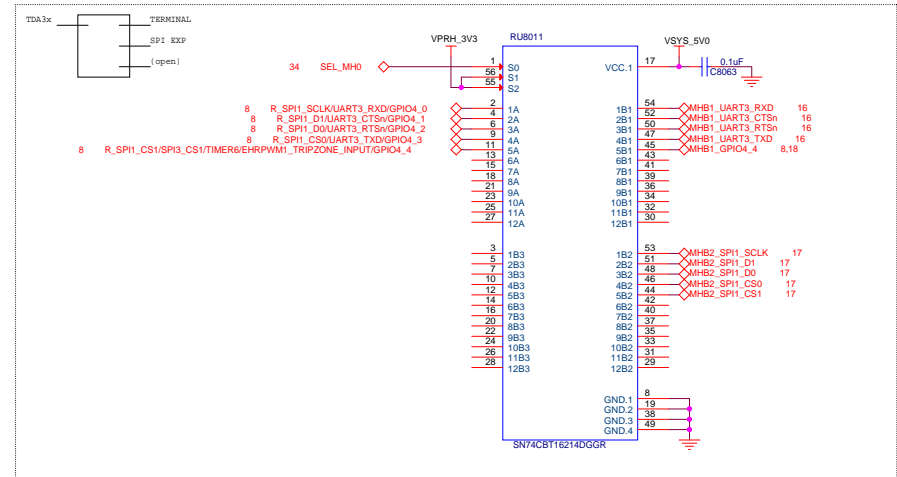 TDA3x
TERMINAL
SPI EXP
(open)
VPRH_3V3
RU8011
VSYS_5V0
34 SEL_MH0
1 S0
56 S1
55 S2
VCC.1 17
0.1uF
C8063
8 R_SPI1_SCLK/UART3_RXD/GPIO4_0 2 1A
8 R_SPI1_D1/UART3_CTSn/GPIO4_1 4 2A
8 R_SPI1_D0/UART3_RTSn/GPIO4_2 6 3A
8 R_SPI1_CS0/UART3_TXD/GPIO4_3 9 4A
8 R_SPI1_CS1/SPI3_CS1/TIMER6/EHRPWM1_TRIPZONE_INPUT/GPIO4_4 11 5A
13 6A
15 7A
18 8A
21 9A
23 10A
25 11A
27 12A
1B1 54 MHB1_UART3_RXD 16
2B1 52 MHB1_UART3_CTSn 16
3B1 50 MHB1_UART3_RTSn 16
4B1 47 MHB1_UART3_TXD 16
5B1 45 MHB1_GPIO4_4 8,18
6B1 43
7B1 41
8B1 39
9B1 36
10B1 34
11B1 32
12B1 30
3 1B3
5 2B3
7 3B3
10 4B3
12 5B3
14 6B3
16 7B3
20 8B3
22 9B3
24 10B3
26 11B3
28 12B3
1B2 53 MHB2_SPI1_SCLK 17
2B2 51 MHB2_SPI1_D1 17
3B2 48 MHB2_SPI1_D0 17
4B2 46 MHB2_SPI1_CS0 17
5B2 44 MHB2_SPI1_CS1 17
6B2 42
7B2 40
8B2 37
9B2 35
10B2 33
11B2 31
12B2 29
GND.1 8
GND.2 19
GND.3 38
GND.4 49
SN74CBT16214DGGR